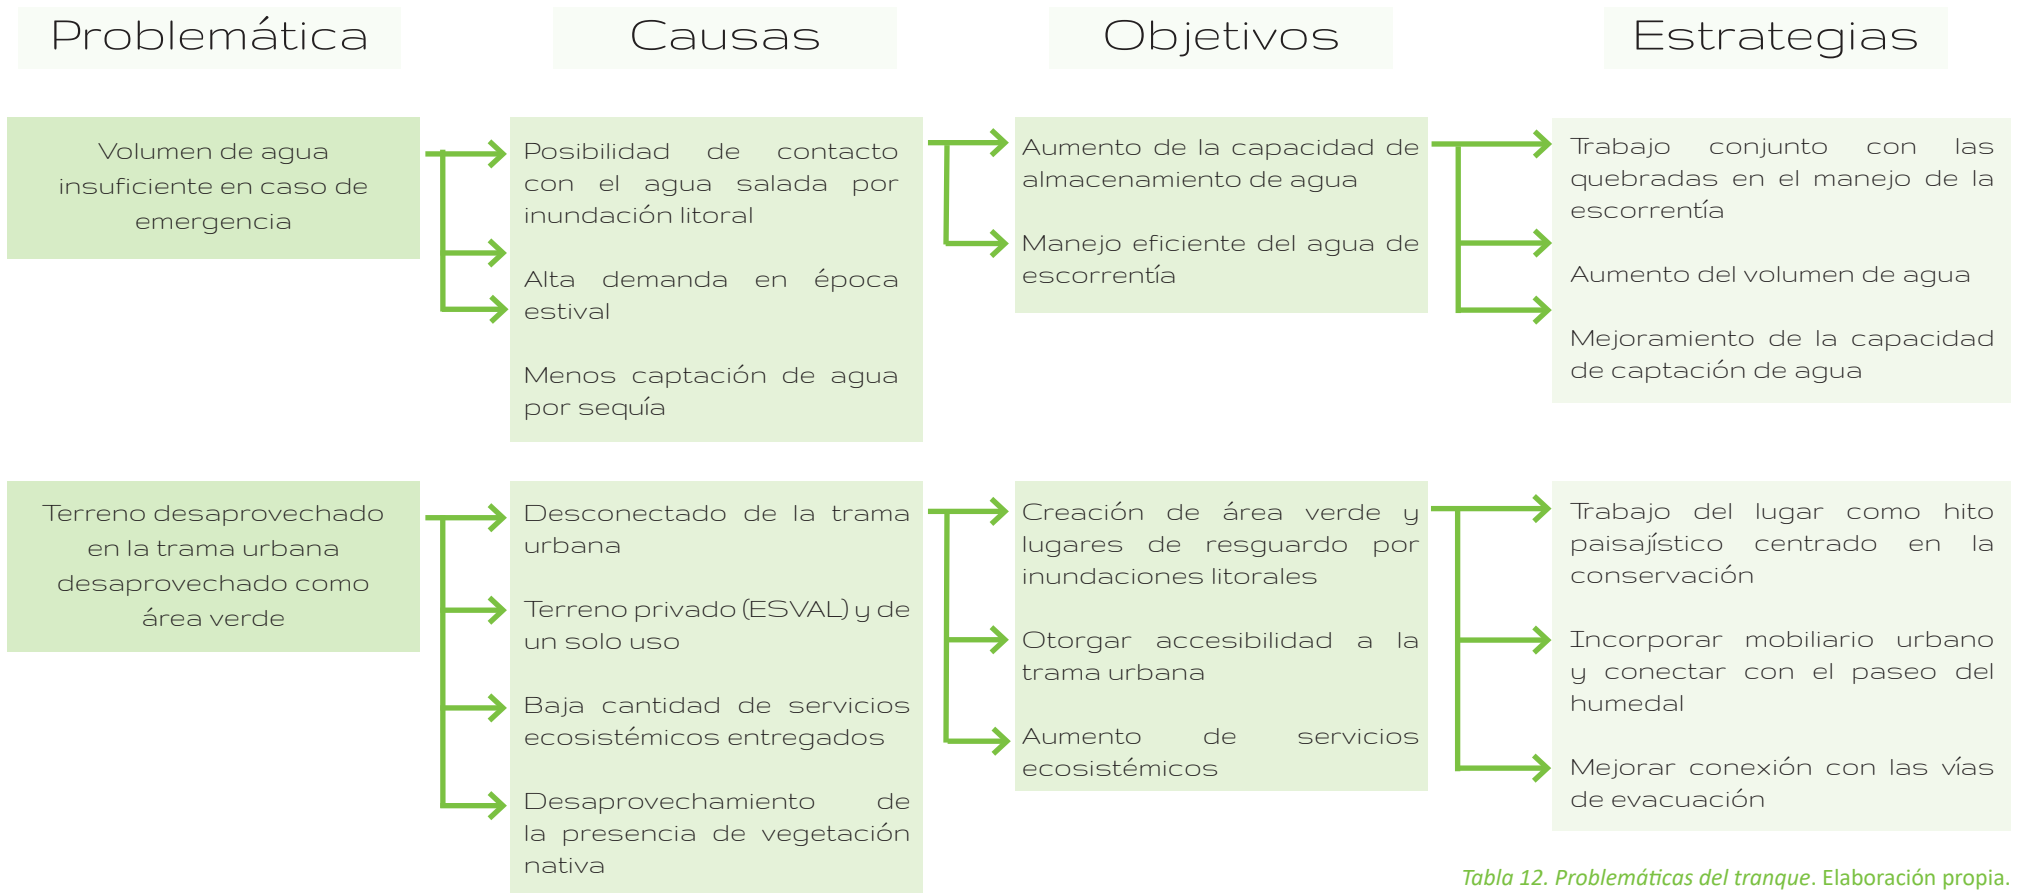 Problemática
Causas
Objetivos
Estrategias
Volumen de agua
insuficiente en caso de
emergencia
Posibilidad de contacto
con el agua salada por
inundación litoral
Alta demanda en época
estival
Menos captación de agua
por sequía
Aumento de la capacidad de
almacenamiento de agua
Manejo eficiente del agua de
escorrentía
Trabajo conjunto con las
quebradas en el manejo de la
escorrentía
Aumento del volumen de agua
Mejoramiento de la capacidad
de captación de agua
Terreno desaprovechado
en la trama urbana
desaprovechado como
área verde
Desconectado de la trama
urbana
Terreno privado (ESVAL) y de
un solo uso
Baja cantidad de servicios
ecosistémicos entregados
Desaprovechamiento de
la presencia de vegetación
nativa
Creación de área verde y
lugares de resguardo por
inundaciones litorales
Otorgar accesibilidad a la
trama urbana
Aumento de servicios
ecosistémicos
Trabajo del lugar como hito
paisajístico centrado en la
conservación
Incorporar mobiliario urbano
y conectar con el paseo del
humedal
Mejorar conexión con las vías
de evacuación
Tabla 12. Problemáticas del tranque. Elaboración propia.